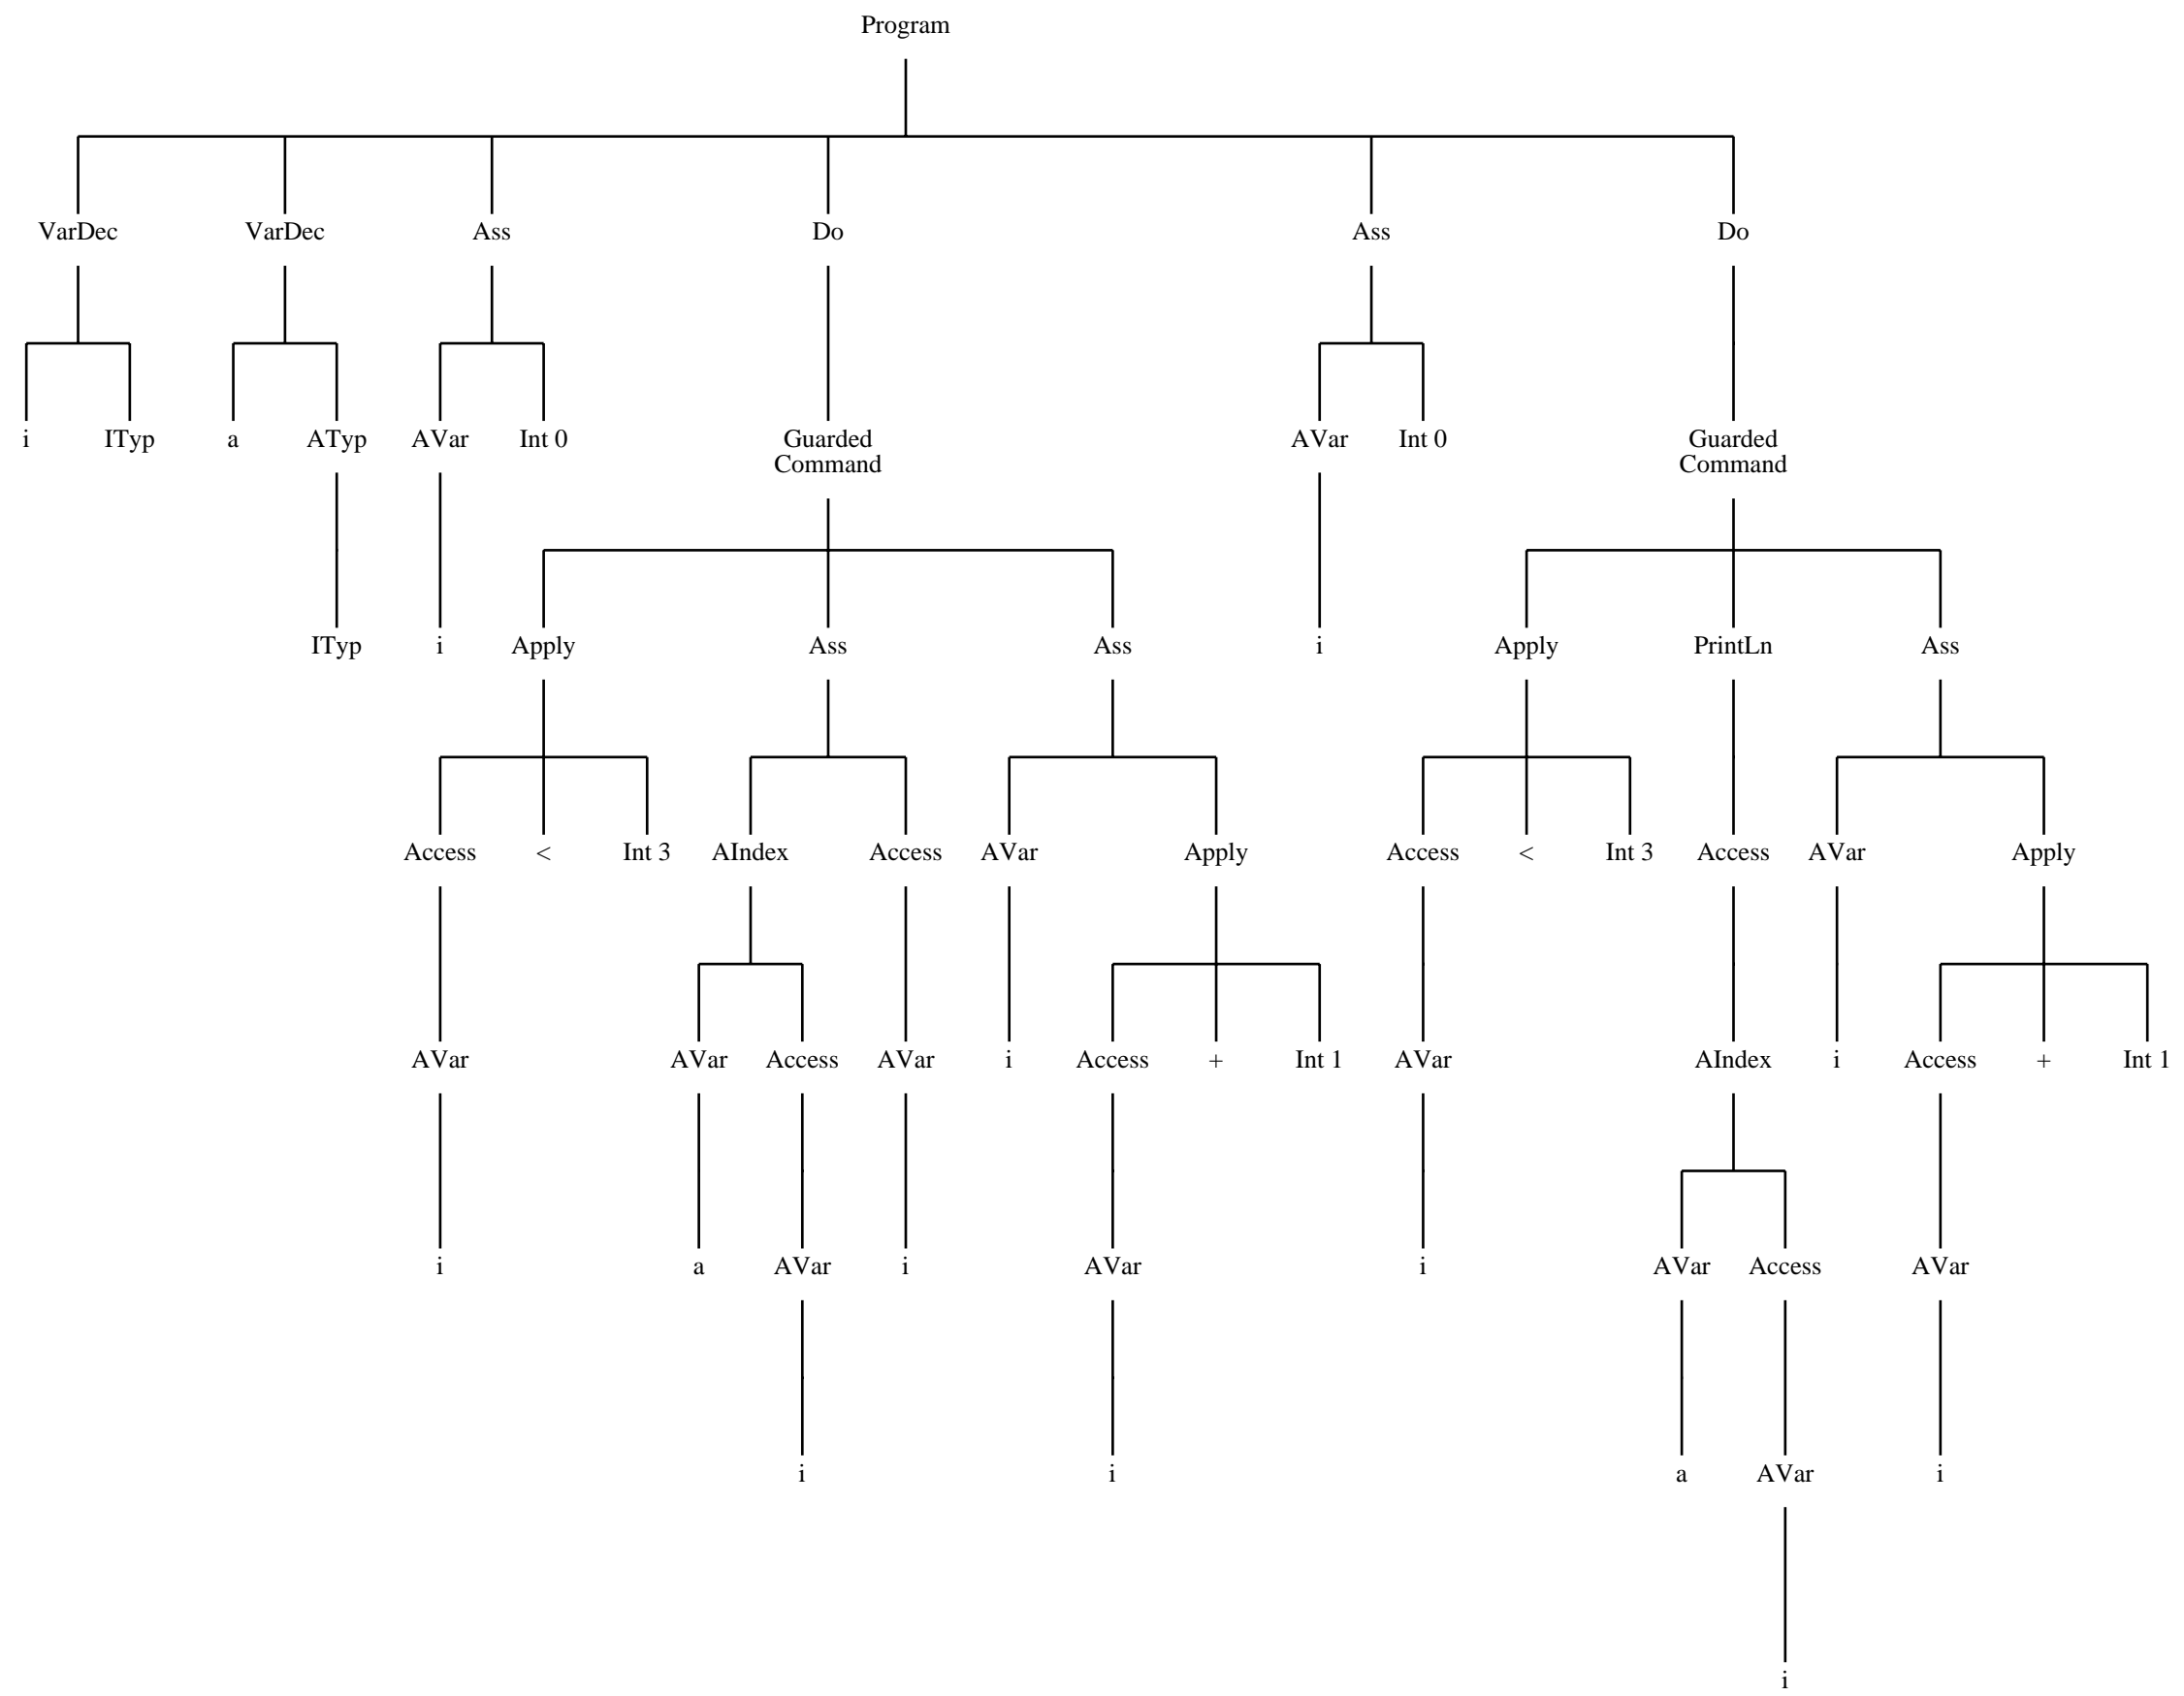 Program
VarDec VarDec Ass Do Ass Do
i ITyp a ATyp AVar Int 0 Guarded AVar Int 0 Guarded
Command Command
ITyp i Apply Ass Ass i Apply PrintLn Ass
Access < Int 3 AIndex Access AVar Apply Access < Int 3 Access AVar Apply
AVar AVar Access AVar i Access + Int 1 AVar AIndex i Access + Int 1
i a AVar i AVar i AVar Access AVar
i i a AVar i
i